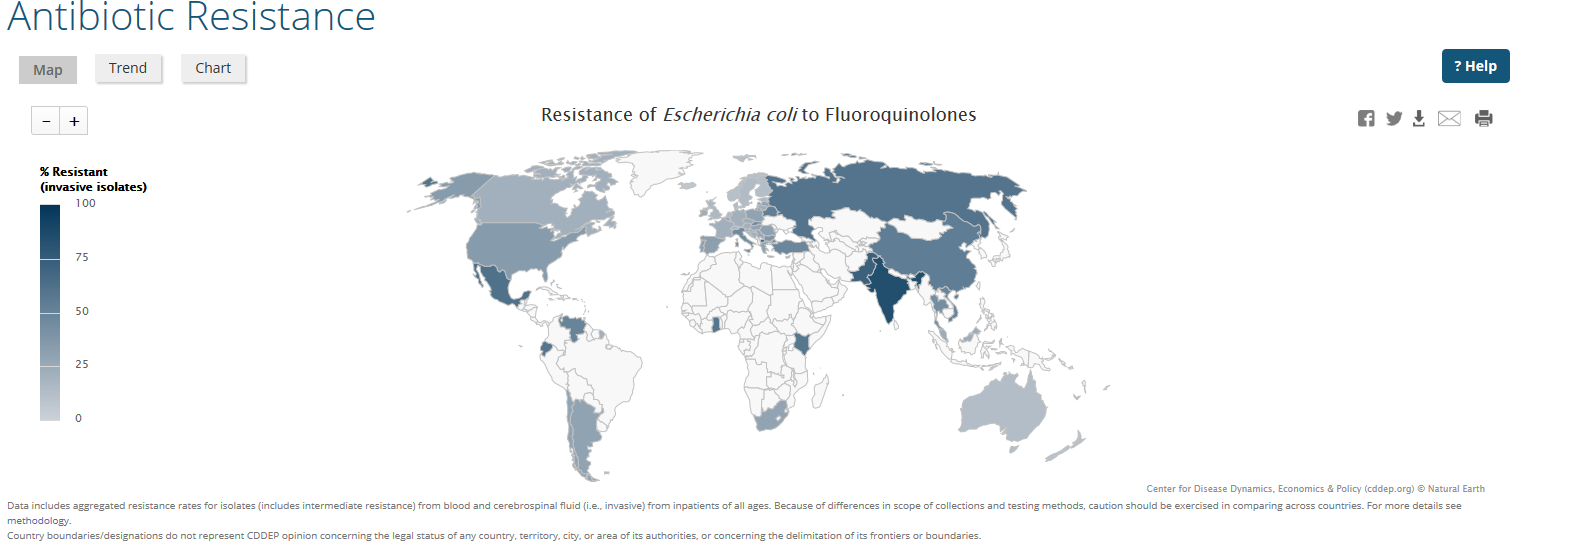 Antibiotic Resistance
Map Trend Chart
? Help
− +
Resistance of Escherichia coli to Fluoroquinolones
% Resistant
(invasive isolates)
100
75
50
25
0
Center for Disease Dynamics, Economics & Policy (cddep.org) © Natural Earth
Data includes aggregated resistance rates for isolates (includes intermediate resistance) from blood and cerebrospinal fluid (i.e., invasive) from inpatients of all ages. Because of differences in scope of collections and testing methods, caution should be exercised in comparing across countries. For more details see
methodology.
Country boundaries/designations do not represent CDDEP opinion concerning the legal status of any country, territory, city, or area of its authorities, or concerning the delimitation of its frontiers or boundaries.